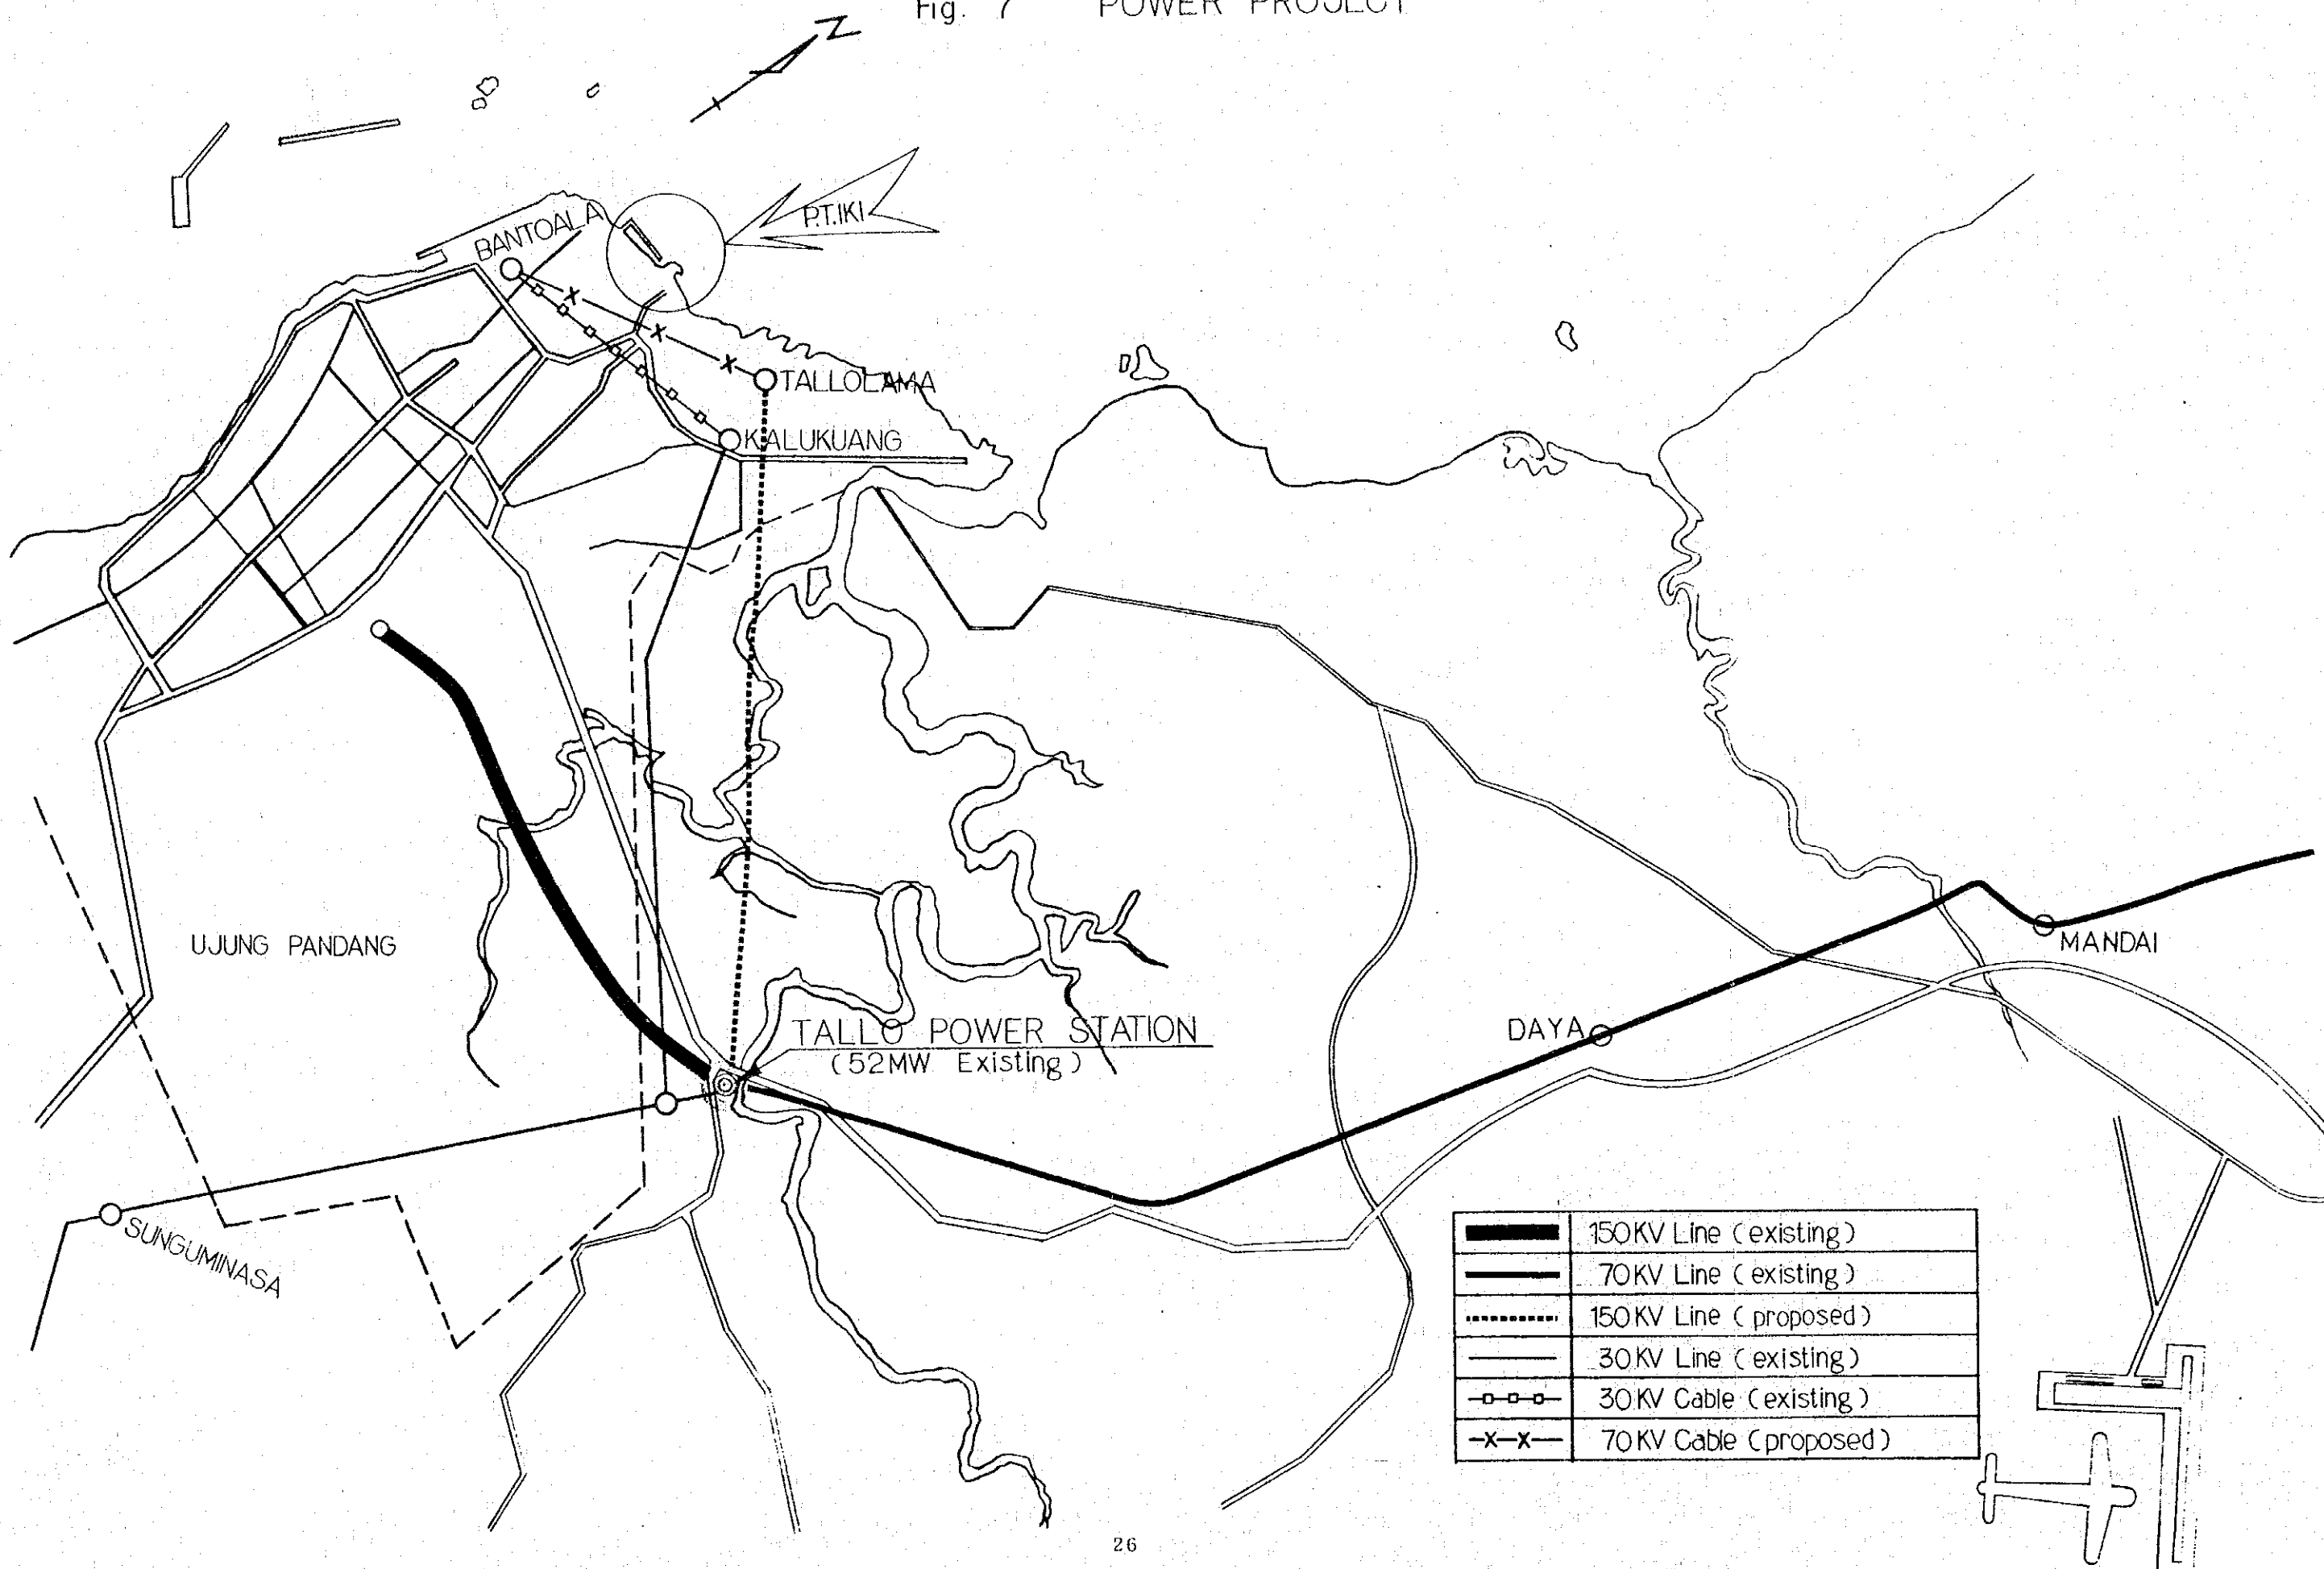 Fig. 7 POWER PROJECT
N
P.T.IKI
BANTOALA
TALLOLAMA
KALUKUANG
UJUNG PANDANG
MANDAI
DAYA
TALLO POWER STATION
(52MW Existing)
SUNGUMINASA
150KV Line (existing)
70KV Line (existing)
150KV Line (proposed)
30KV Line (existing)
30KV Cable (existing)
70KV Cable (proposed)
26